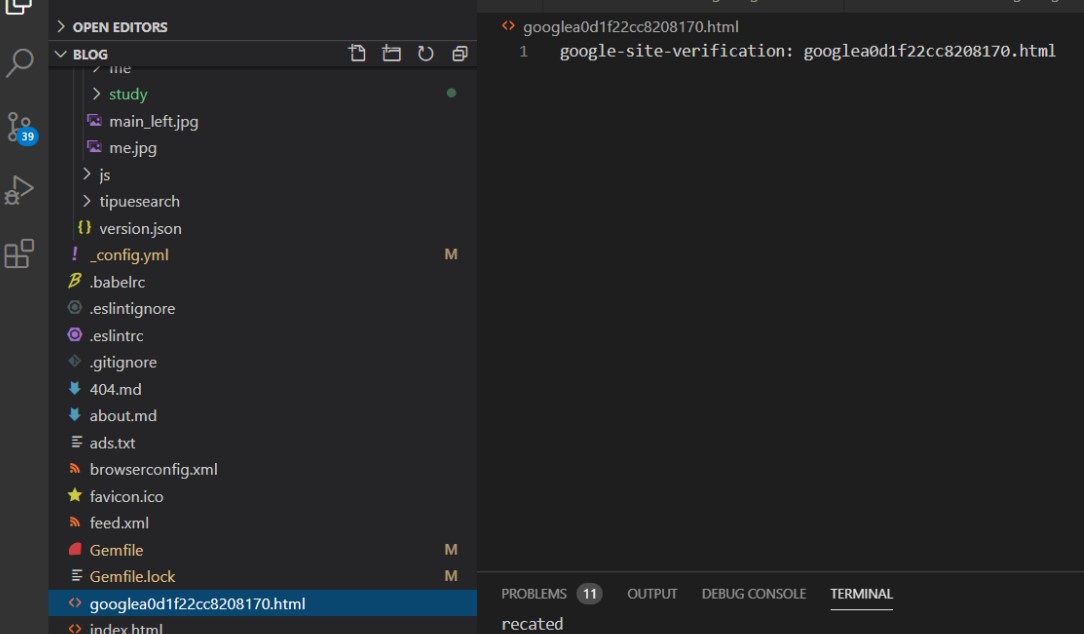 OPEN EDITORS
BLOG
me
study
main_left.jpg
me.jpg
js
tipuesearch
version.json
_config.yml M
.babelrc
.eslintignore
.eslintrc
.gitignore
404.md
about.md
ads.txt
browserconfig.xml
favicon.ico
feed.xml
Gemfile M
Gemfile.lock M
googlea0d1f22cc8208170.html
index.html
39
googlea0d1f22cc8208170.html
1 google-site-verification: googlea0d1f22cc8208170.html
PROBLEMS 11 OUTPUT DEBUG CONSOLE TERMINAL
recated